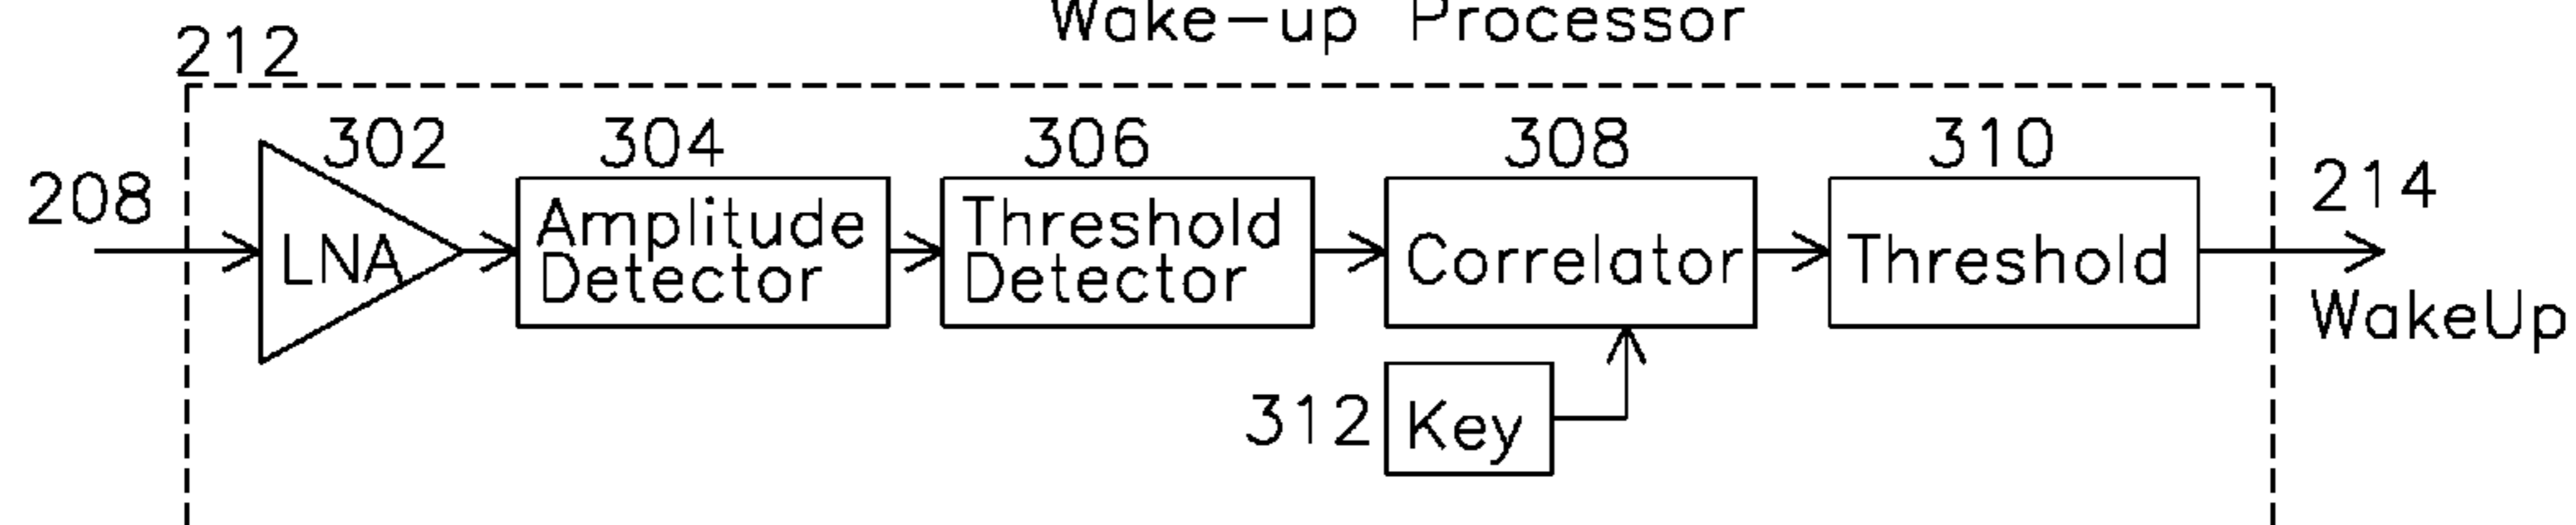 Wake-up Processor
212
302
304
306
308
310
208
214
LNA
Amplitude
Detector
Threshold
Detector
Correlator
Threshold
WakeUp
312
Key